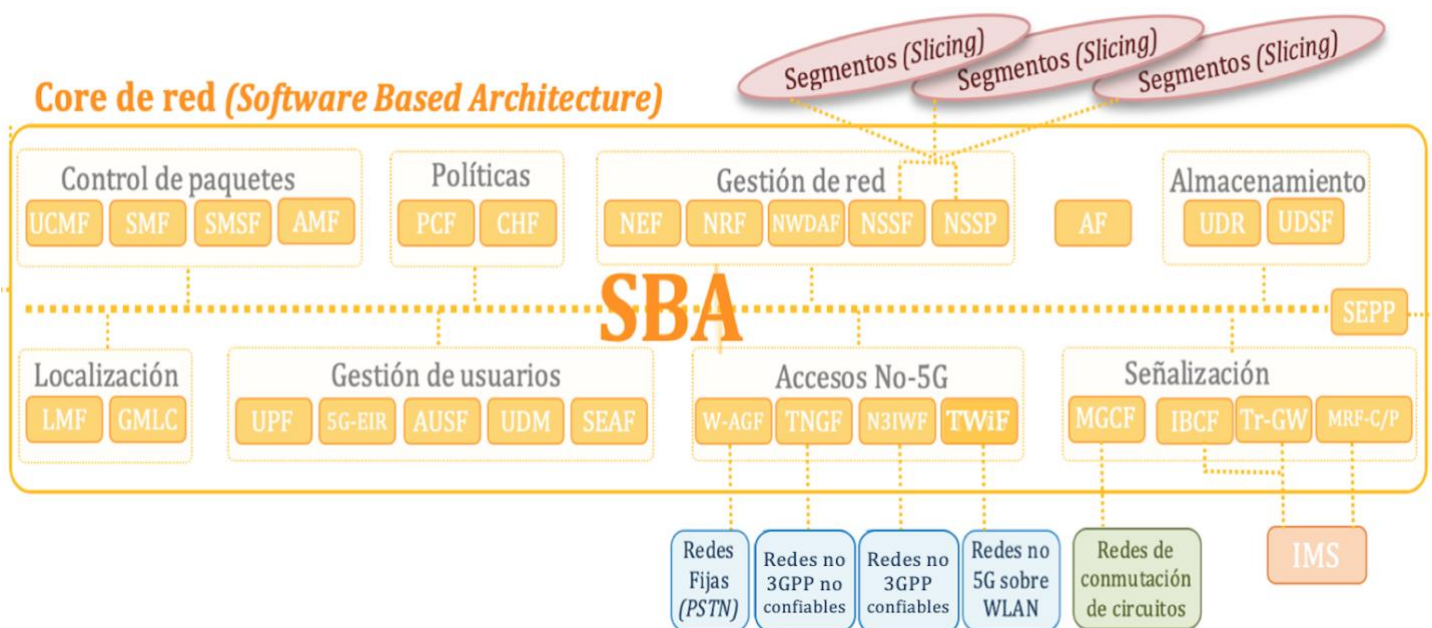 Segmentos (Slicing)
Segmentos (Slicing)
Segmentos (Slicing)
Core de red (Software Based Architecture)
Control de paquetes
UCMF SMF SMSF AMF
Políticas
PCF CHF
Gestión de red
NEF NRF NWDAF NSSF NSSP
AF
Almacenamiento
UDR UDSF
SBA
SEPP
Localización
LMF GMLC
Gestión de usuarios
UPF 5G-EIR AUSF UDM SEAF
Accesos No-5G
W-AGF TNGF N3IWF TWiF
Señalización
MGCF IBCF Tr-GW MRF-C/P
Redes
Fijas
(PSTN)
Redes no
3GPP no
confiables
Redes no
3GPP
confiables
Redes no
5G sobre
WLAN
Redes de
conmutación
de circuitos
IMS